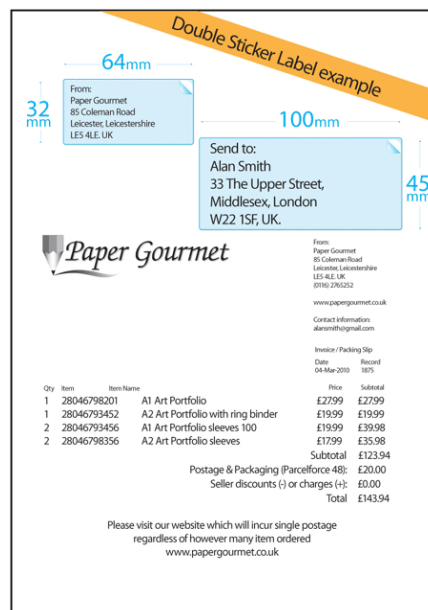 Double Sticker Label example
64mm
32
mm
From:
Paper Gourmet
85 Coleman Road
Leicester, Leicestershire
LE5 4LE. UK
100mm
45
mm
Send to:
Alan Smith
33 The Upper Street,
Middlesex, London
W22 1SF, UK.
Paper Gourmet
From:
Paper Gourmet
85 Coleman Road
Leicester, Leicestershire
LE5 4LE. UK
(0116) 2765252
www.papergourmet.co.uk
Contact information:
alansmith@gmail.com
Invoice / Packing Slip
Date Record
04-Mar-2010 1875
Qty Item Item Name Price Subtotal
1 28046798201 A1 Art Portfolio £27.99 £27.99
1 28046793452 A2 Art Portfolio with ring binder £19.99 £19.99
2 28046793456 A1 Art Portfolio sleeves 100 £19.99 £39.98
2 28046798356 A2 Art Portfolio sleeves £17.99 £35.98
Subtotal £123.94
Postage & Packaging (Parcelforce 48): £20.00
Seller discounts (-) or charges (+): £0.00
Total £143.94
Please visit our website which will incur single postage
regardless of however many item ordered
www.papergourmet.co.uk